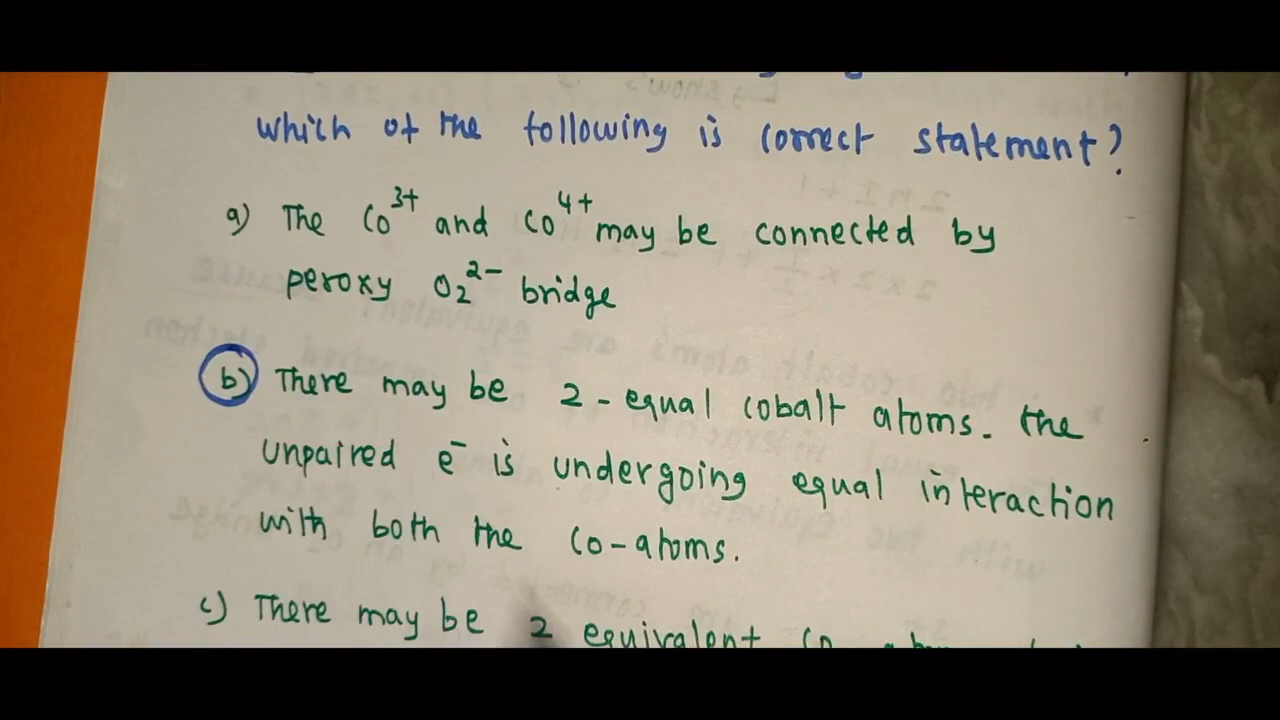 which of the following is correct statement?
a) The Co³⁺ and Co⁴⁺ may be connected by
peroxy O₂²⁻ bridge
b) There may be 2-equal cobalt atoms. the
unpaired e⁻ is undergoing equal interaction
with both the Co-atoms.
c) There may be 2 equivalent Co